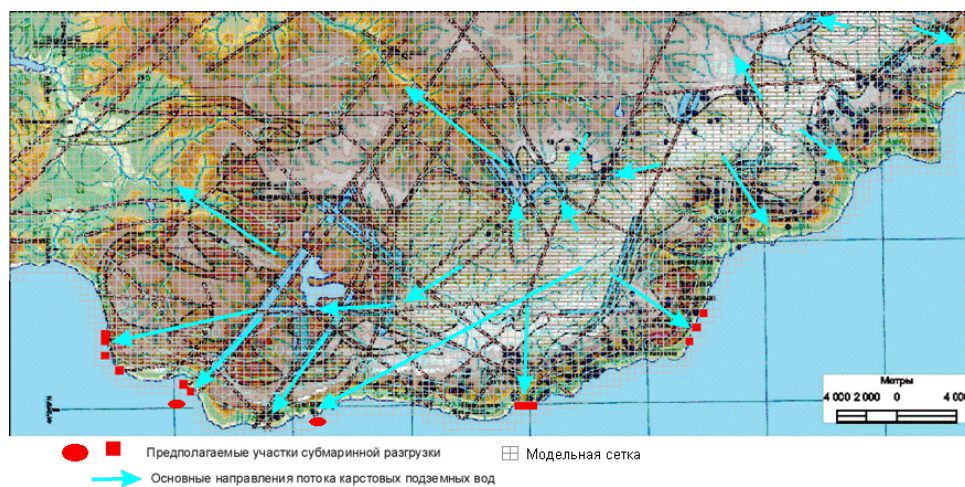 Метры
4 000 2 000 0 4 00
Предполагаемые участки субмаринной разгрузки
Модельная сетка
Основные направления потока карстовых подземных вод